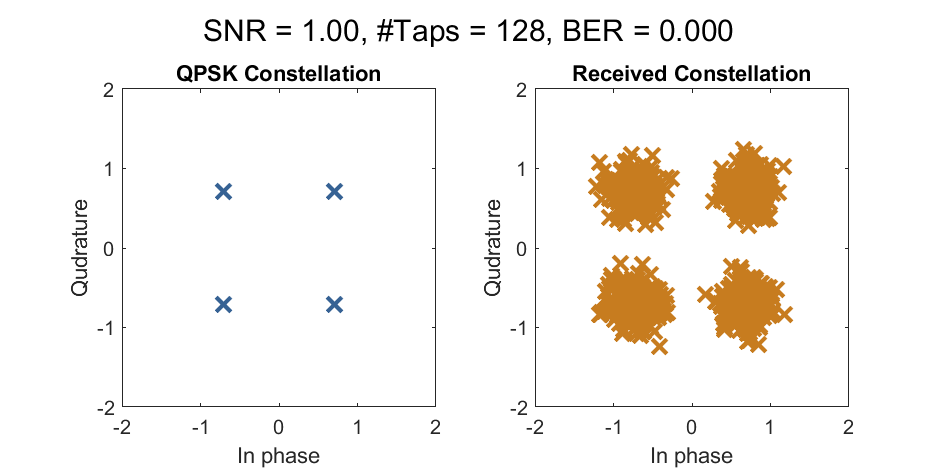 SNR = 1.00, #Taps = 128, BER = 0.000
QPSK Constellation
2
1
0
-1
-2
-2
-1
0
1
2
Qudrature
In phase
Received Constellation
2
1
0
-1
-2
-2
-1
0
1
2
Qudrature
In phase